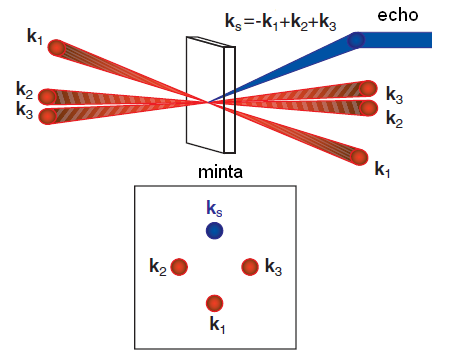 echo
kₛ=-k₁+k₂+k₃
k₁
k₂
k₃
k₃
k₂
k₁
minta
kₛ
k₂
k₃
k₁